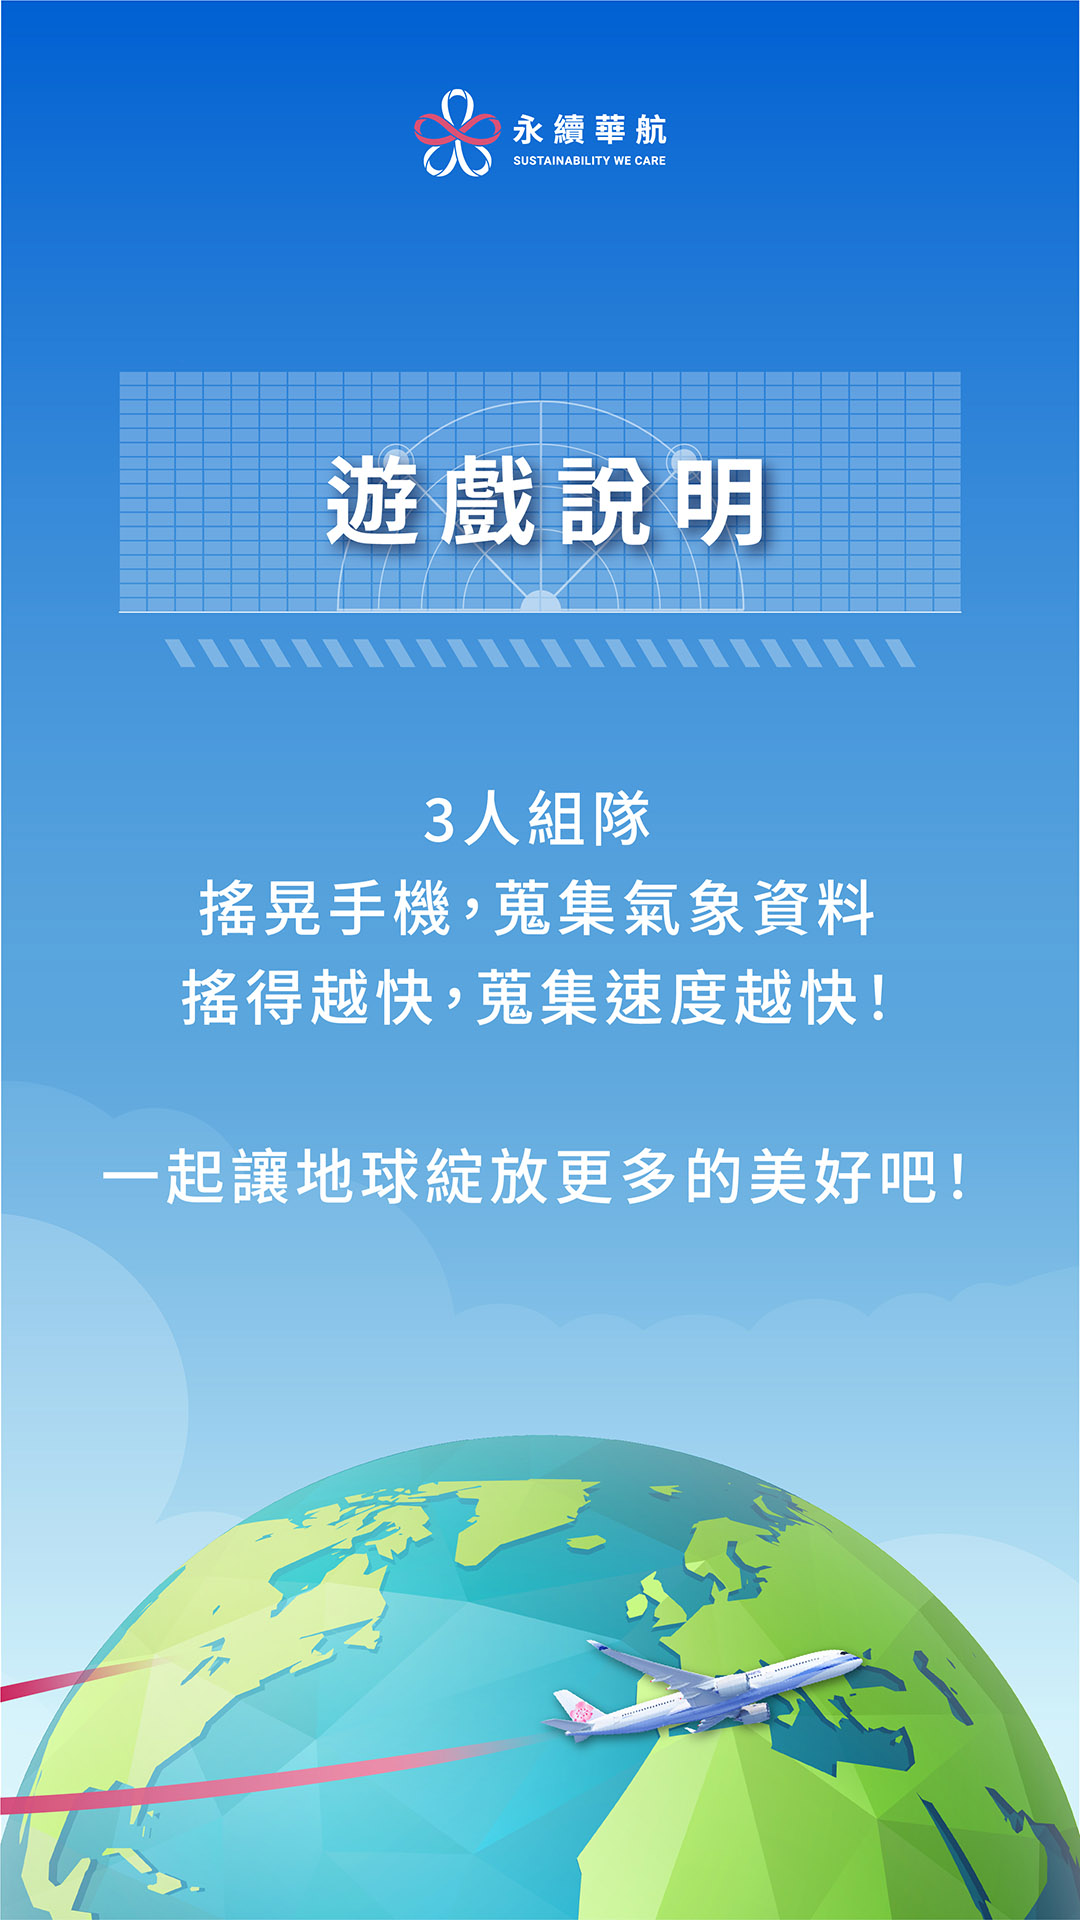 永續華航
SUSTAINABILITY WE CARE
遊戲說明
3人組隊
搖晃手機，蒐集氣象資料
搖得越快，蒐集速度越快！
一起讓地球綻放更多的美好吧！